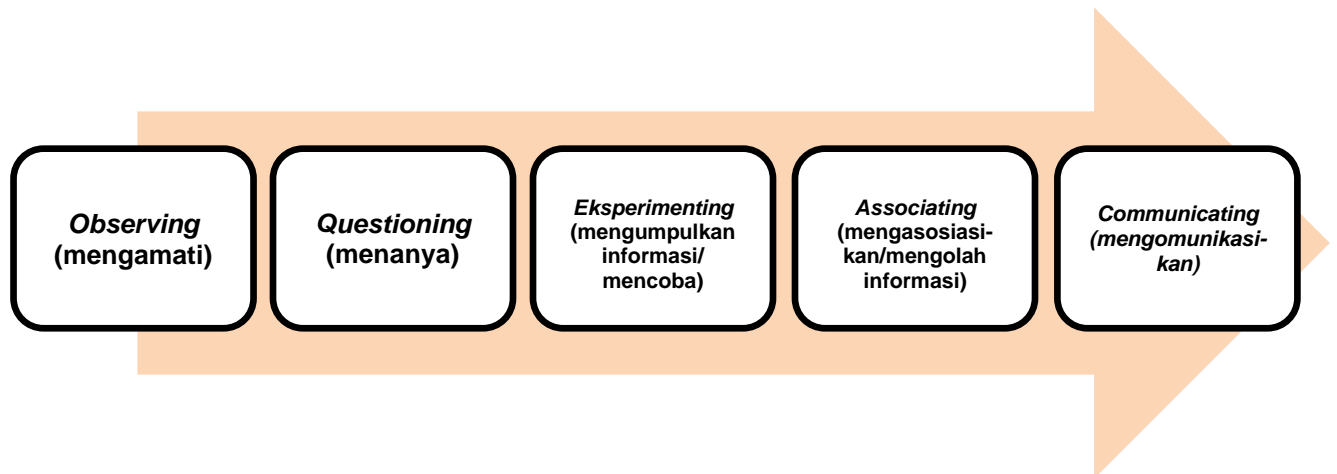 Observing
(mengamati)
Questioning
(menanya)
Eksperimenting
(mengumpulkan
informasi/
mencoba)
Associating
(mengasosiasi-
kan/mengolah
informasi)
Communicating
(mengomunikasi-
kan)